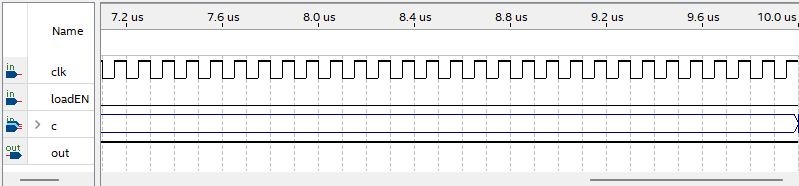 Name 7.2 us 7.6 us 8.0 us 8.4 us 8.8 us 9.2 us 9.6 us 10.0 us
in clk
in loadEN
in > c
out out